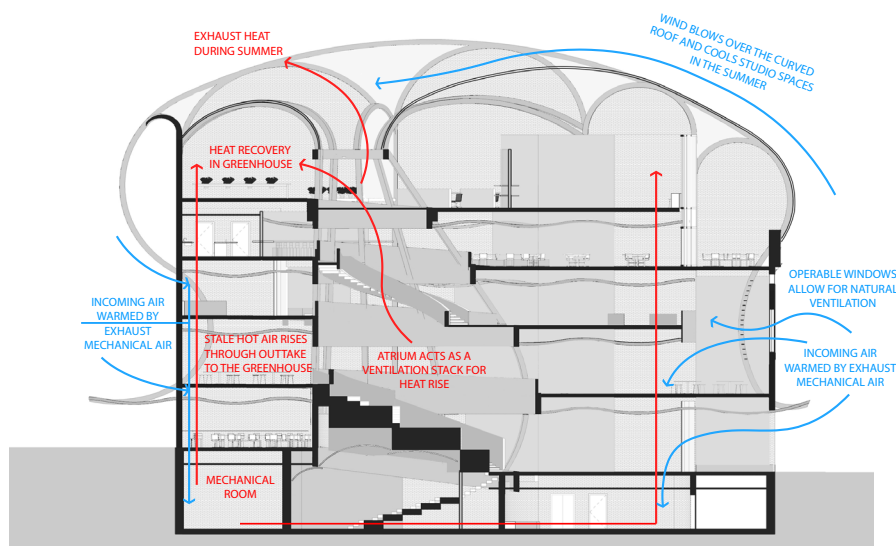 EXHAUST HEAT
DURING SUMMER
WIND BLOWS OVER THE CURVED
ROOF AND COOLS STUDIO SPACES
IN THE SUMMER
HEAT RECOVERY
IN GREENHOUSE
OPERABLE WINDOWS
ALLOW FOR NATURAL
VENTILATION
INCOMING AIR
WARMED BY
EXHAUST
MECHANICAL AIR
STALE HOT AIR RISES
THROUGH OUTTAKE
TO THE GREENHOUSE
ATRIUM ACTS AS A
VENTILATION STACK FOR
HEAT RISE
INCOMING AIR
WARMED BY EXHAUST
MECHANICAL AIR
MECHANICAL
ROOM